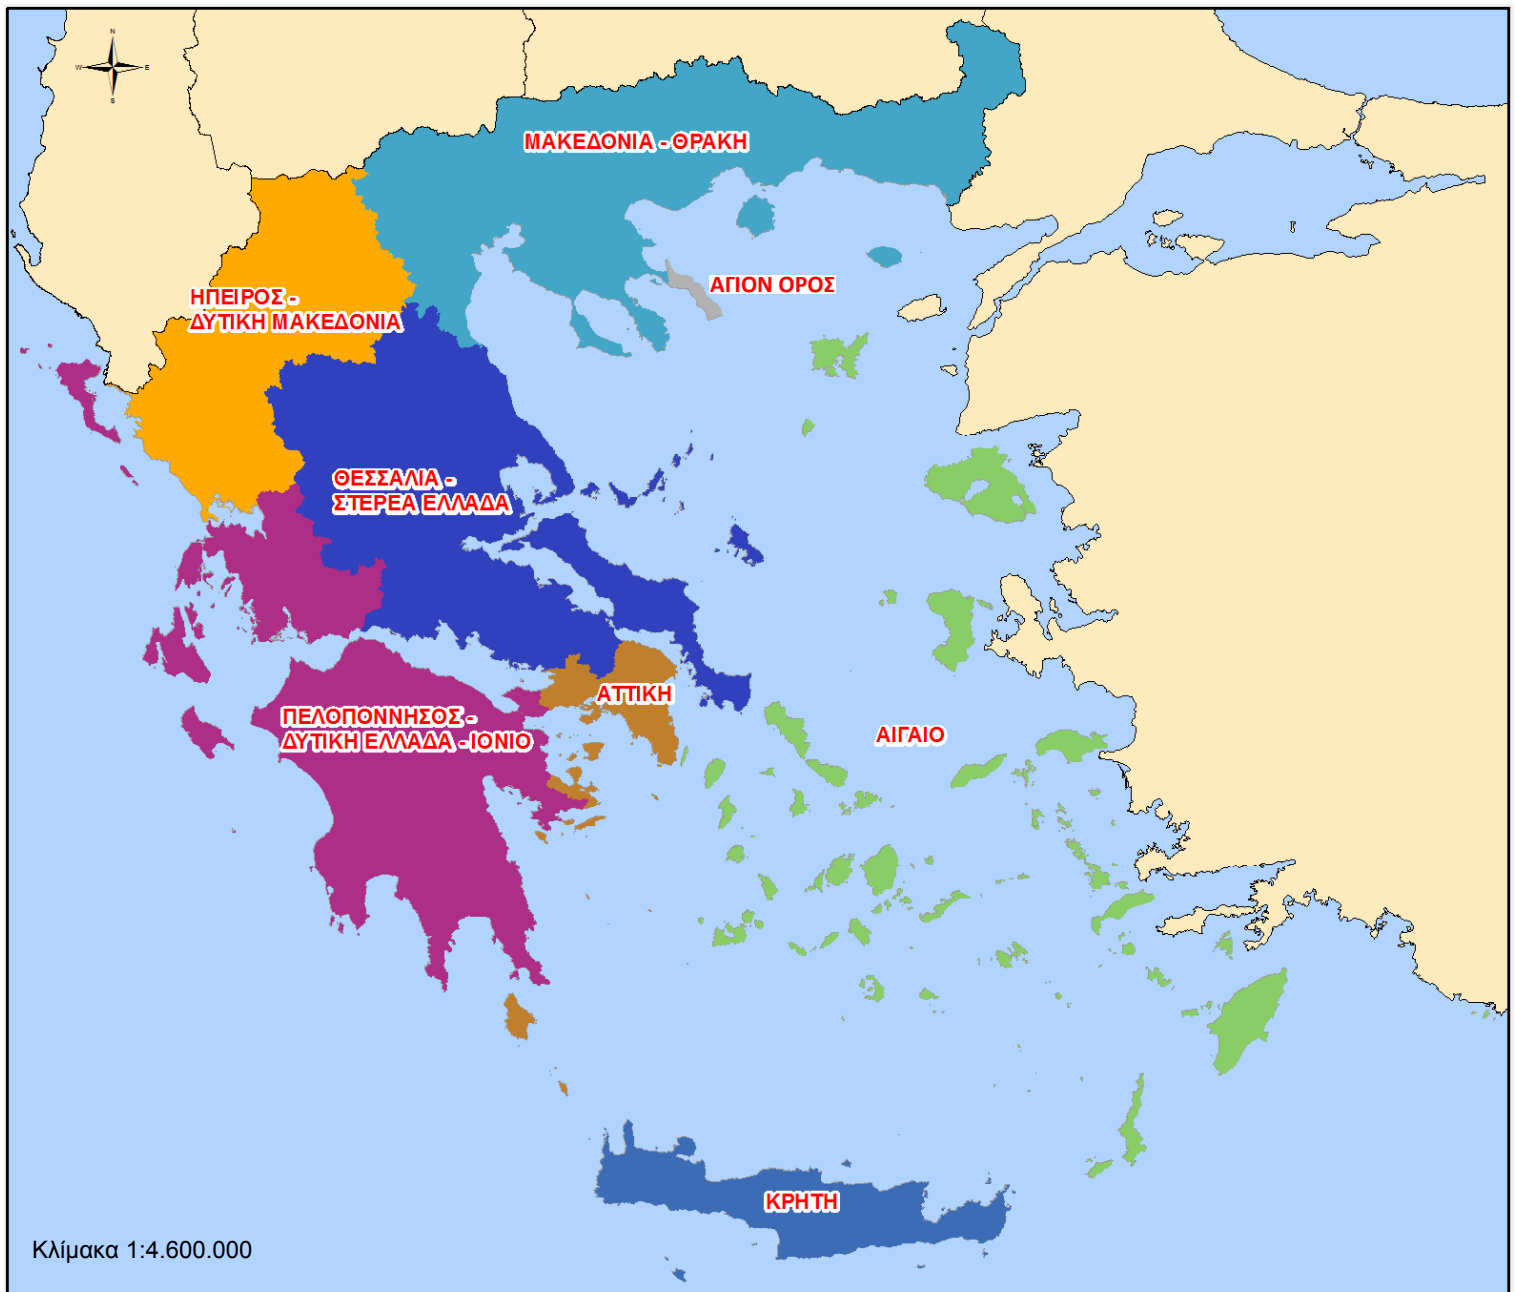 N
W E
S
ΜΑΚΕΔΟΝΙΑ - ΘΡΑΚΗ
ΑΓΙΟΝ ΟΡΟΣ
ΗΠΕΙΡΟΣ -
ΔΥΤΙΚΗ ΜΑΚΕΔΟΝΙΑ
ΘΕΣΣΑΛΙΑ -
ΣΤΕΡΕΑ ΕΛΛΑΔΑ
ΑΤΤΙΚΗ
ΠΕΛΟΠΟΝΝΗΣΟΣ -
ΔΥΤΙΚΗ ΕΛΛΑΔΑ - ΙΟΝΙΟ
ΑΙΓΑΙΟ
ΚΡΗΤΗ
Κλίμακα 1:4.600.000